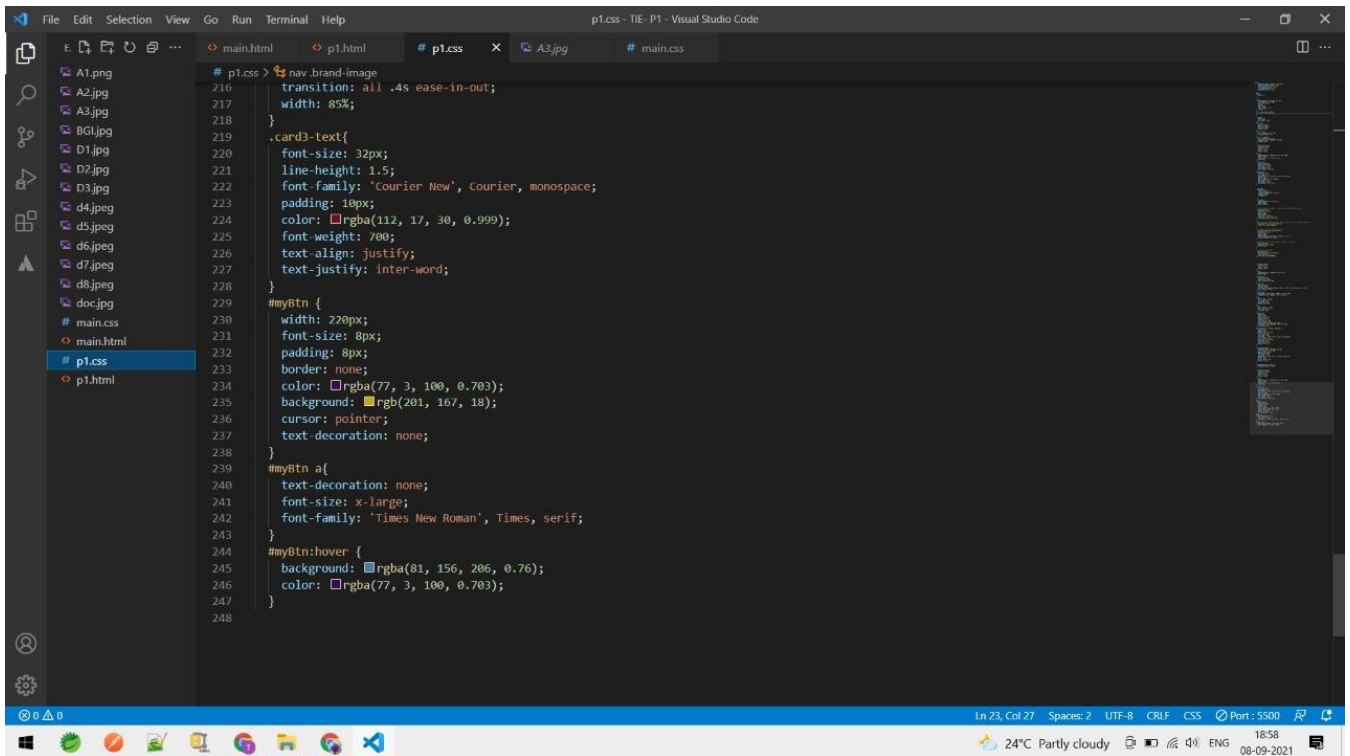 File Edit Selection View Go Run Terminal Help p1.css - TIE- P1 - Visual Studio Code
E. ... main.html p1.html # p1.css A3.jpg # main.css
# p1.css > nav .brand-image
A1.png
A2.jpg
A3.jpg
BGI.jpg
D1.jpg
D2.jpg
D3.jpg
d4.jpeg
d5.jpeg
d6.jpeg
d7.jpeg
d8.jpeg
doc.jpg
# main.css
main.html
# p1.css
p1.html
216 transition: all .4s ease-in-out;
217 width: 85%;
218 }
219 .card3-text{
220 font-size: 32px;
221 line-height: 1.5;
222 font-family: 'Courier New', Courier, monospace;
223 padding: 10px;
224 color: rgba(112, 17, 30, 0.999);
225 font-weight: 700;
226 text-align: justify;
227 text-justify: inter-word;
228 }
229 #myBtn {
230 width: 220px;
231 font-size: 8px;
232 padding: 8px;
233 border: none;
234 color: rgba(77, 3, 100, 0.703);
235 background: rgb(201, 167, 18);
236 cursor: pointer;
237 text-decoration: none;
238 }
239 #myBtn a{
240 text-decoration: none;
241 font-size: x-large;
242 font-family: 'Times New Roman', Times, serif;
243 }
244 #myBtn:hover {
245 background: rgba(81, 156, 206, 0.76);
246 color: rgba(77, 3, 100, 0.703);
247 }
248
0 0 Ln 23, Col 27 Spaces: 2 UTF-8 CRLF CSS Port : 5500
24°C Partly cloudy ENG 18:58
08-09-2021